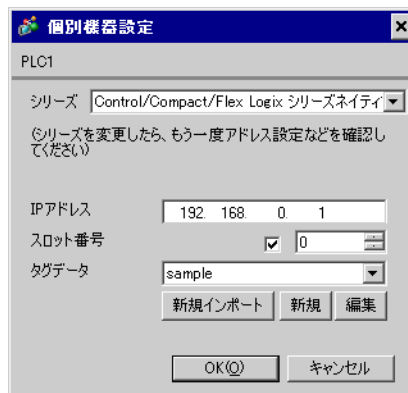 個別機器設定
PLC1
シリーズ Control/Compact/Flex Logix シリーズネイティ
(シリーズを変更したら、もう一度アドレス設定などを確認し
てください)
IPアドレス 192. 168. 0. 1
スロット番号 0
タグデータ sample
新規インポート 新規 編集
OK(O) キャンセル